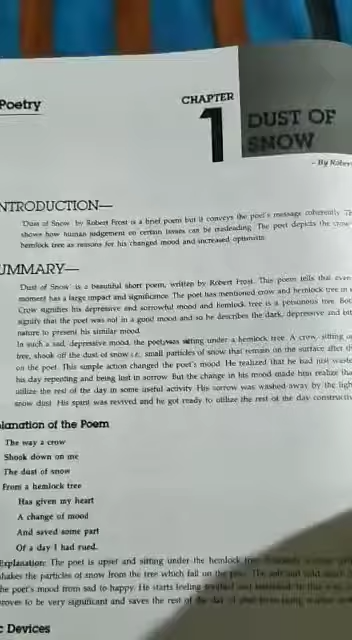 Poetry
CHAPTER
1
DUST OF
SNOW
– By Rober
NTRODUCTION—
'Dust of Snow' by Robert Frost is a brief poem but it conveys the poet's message coherently. Th
shows how human judgement on certain issues can be misleading. The poet depicts the crow
hemlock tree as reasons for his changed mood and increased optimism.
UMMARY—
'Dust of Snow' is a beautiful short poem, written by Robert Frost. This poem tells that even
moment has a large impact and significance. The poet has mentioned crow and hemlock tree in
Crow signifies his depressive and sorrowful mood and hemlock tree is a poisonous tree. Bot
signify that the poet was not in a good mood and so he describes the dark, depressive and bit
nature to present his similar mood.
In such a sad, depressive mood, the poet was sitting under a hemlock tree. A crow, sitting o
tree, shook off the dust of snow i.e., small particles of snow that remain on the surface after th
on the poet. This simple action changed the poet's mood. He realized that he had just waste
his day repenting and being lost in sorrow. But the change in his mood made him realize tha
utilize the rest of the day in some useful activity. His sorrow was washed away by the ligh
snow dust. His spirit was revived and he got ready to utilize the rest of the day constructiv
lanation of the Poem
The way a crow
Shook down on me
The dust of snow
From a hemlock tree
Has given my heart
A change of mood
And saved some part
Of a day I had rued.
Explanation: The poet is upset and sitting under the hemlock tree
shakes the particles of snow from the tree which fall on the poet. The soft and cold
he poet's mood from sad to happy. He starts feeling
roves to be very significant and saves the rest of the day of
c Devices